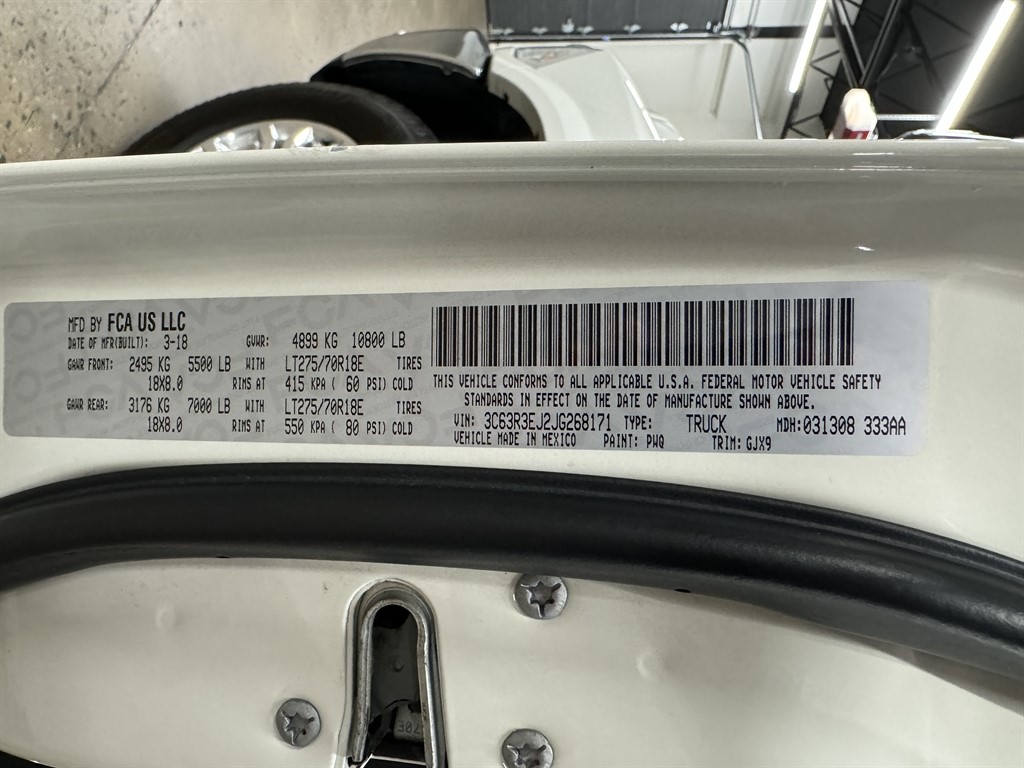 MFD BY FCA US LLC
DATE OF MFR(BUILT): 3-18 GVWR: 4899 KG 10800 LB
GAWR FRONT: 2495 KG 5500 LB WITH LT275/70R18E TIRES
18X8.0 RIMS AT 415 KPA ( 60 PSI) COLD
GAWR REAR: 3176 KG 7000 LB WITH LT275/70R18E TIRES
18X8.0 RIMS AT 550 KPA ( 80 PSI) COLD
THIS VEHICLE CONFORMS TO ALL APPLICABLE U.S.A. FEDERAL MOTOR VEHICLE SAFETY
STANDARDS IN EFFECT ON THE DATE OF MANUFACTURE SHOWN ABOVE.
VIN: 3C63R3EJ2JG268171 TYPE: TRUCK MDH:031308 333AA
VEHICLE MADE IN MEXICO PAINT: PWQ TRIM: GJX9